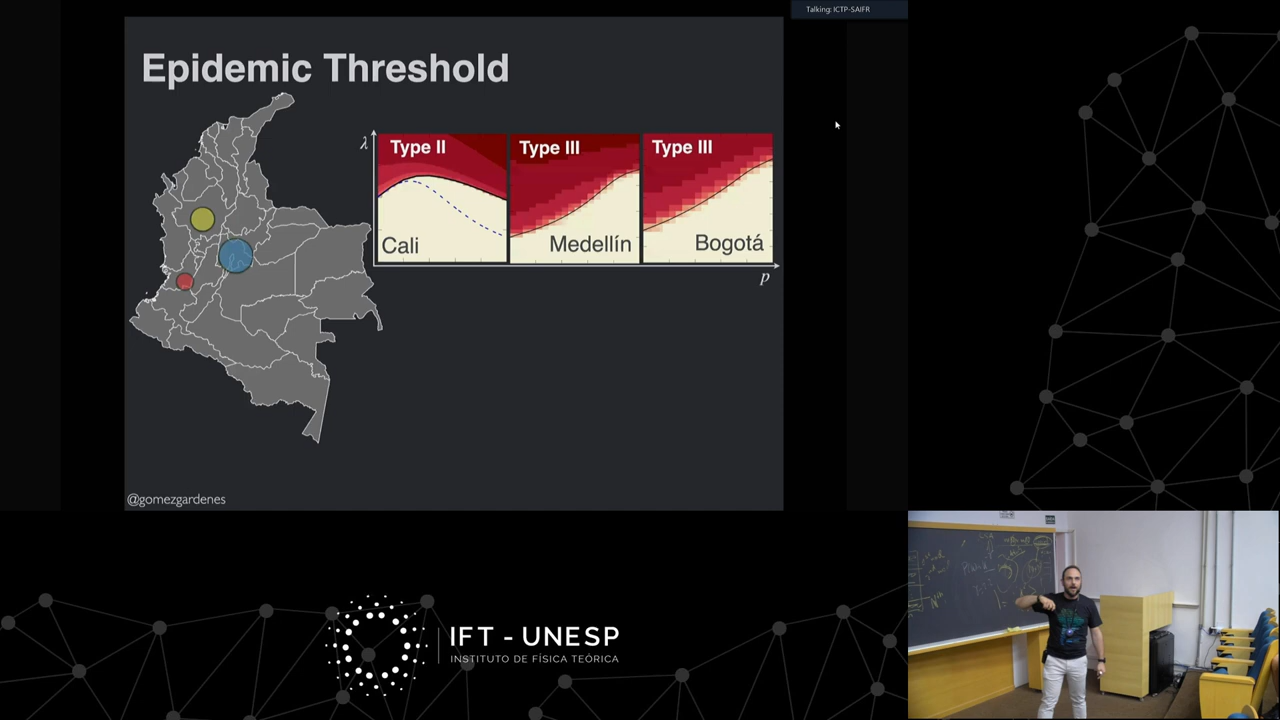 Talking: ICTP-SAIFR
Epidemic Threshold
λ
Type II
Type III
Type III
Cali
Medellín
Bogotá
p
@gomezgardenes
IFT - UNESP
INSTITUTO DE FÍSICA TEÓRICA